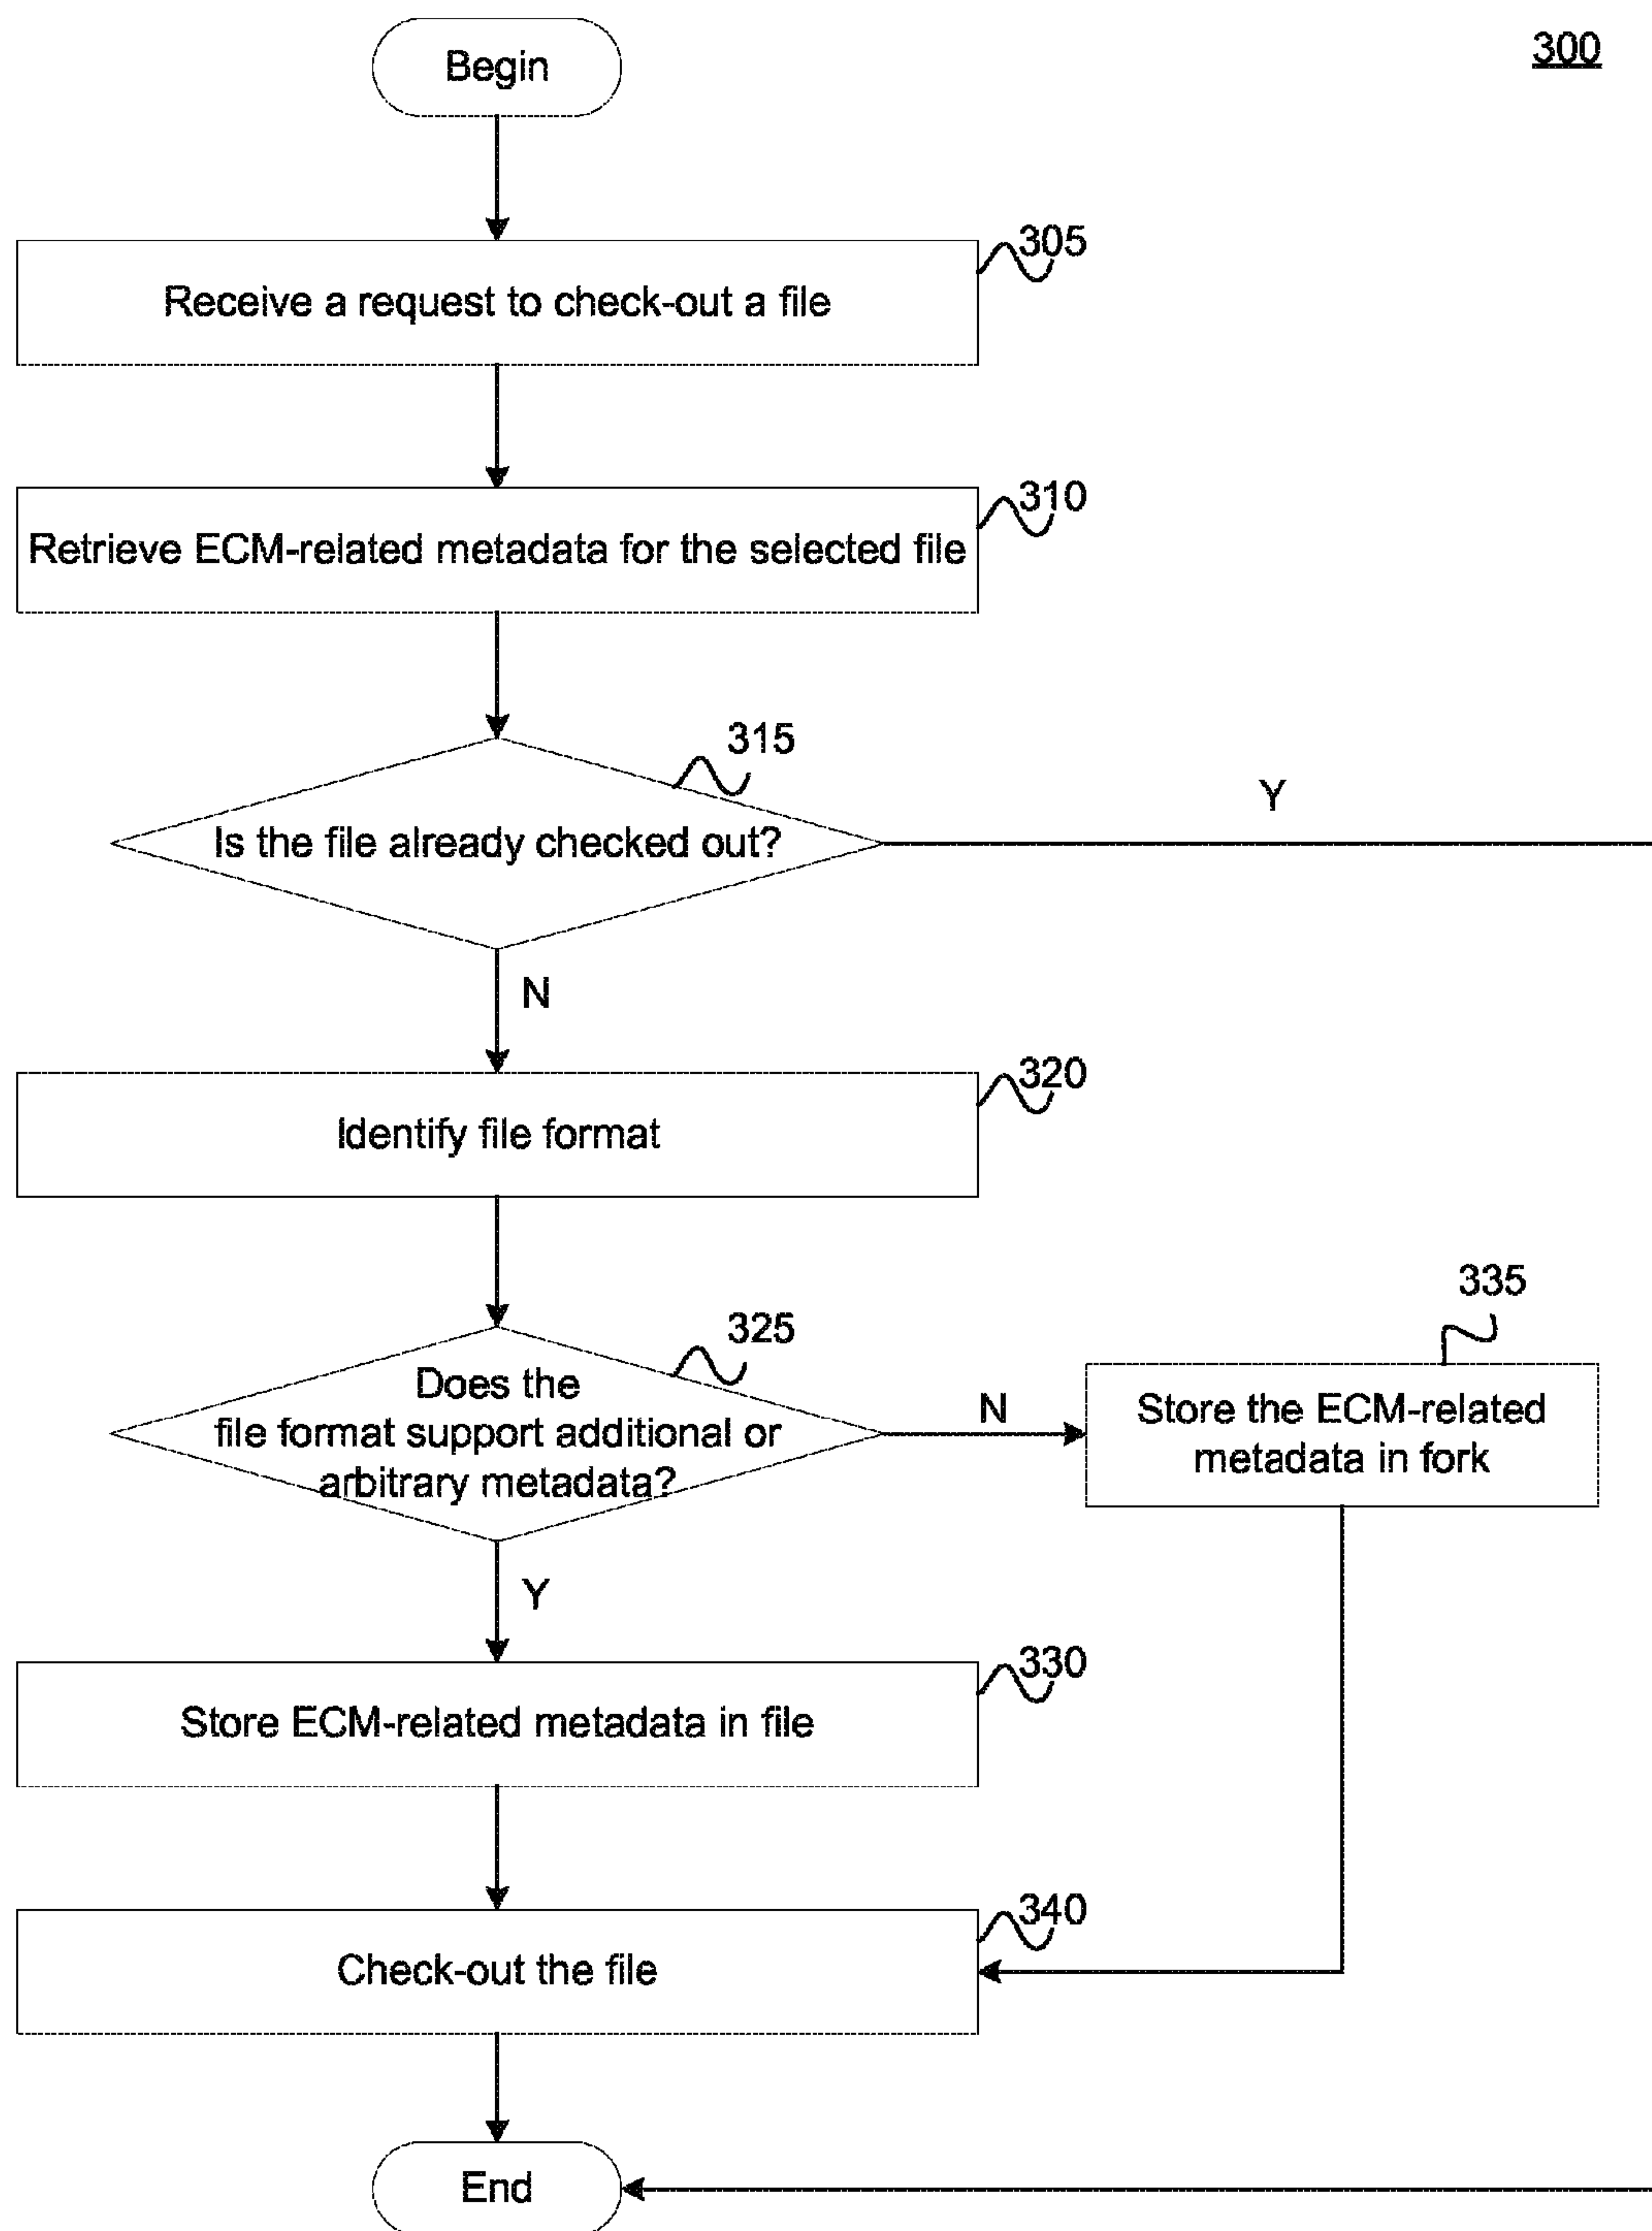 300
Begin
305
Receive a request to check-out a file
310
Retrieve ECM-related metadata for the selected file
315
Is the file already checked out?
Y
N
320
Identify file format
325
Does the
file format support additional or
arbitrary metadata?
N
335
Store the ECM-related
metadata in fork
Y
330
Store ECM-related metadata in file
340
Check-out the file
End